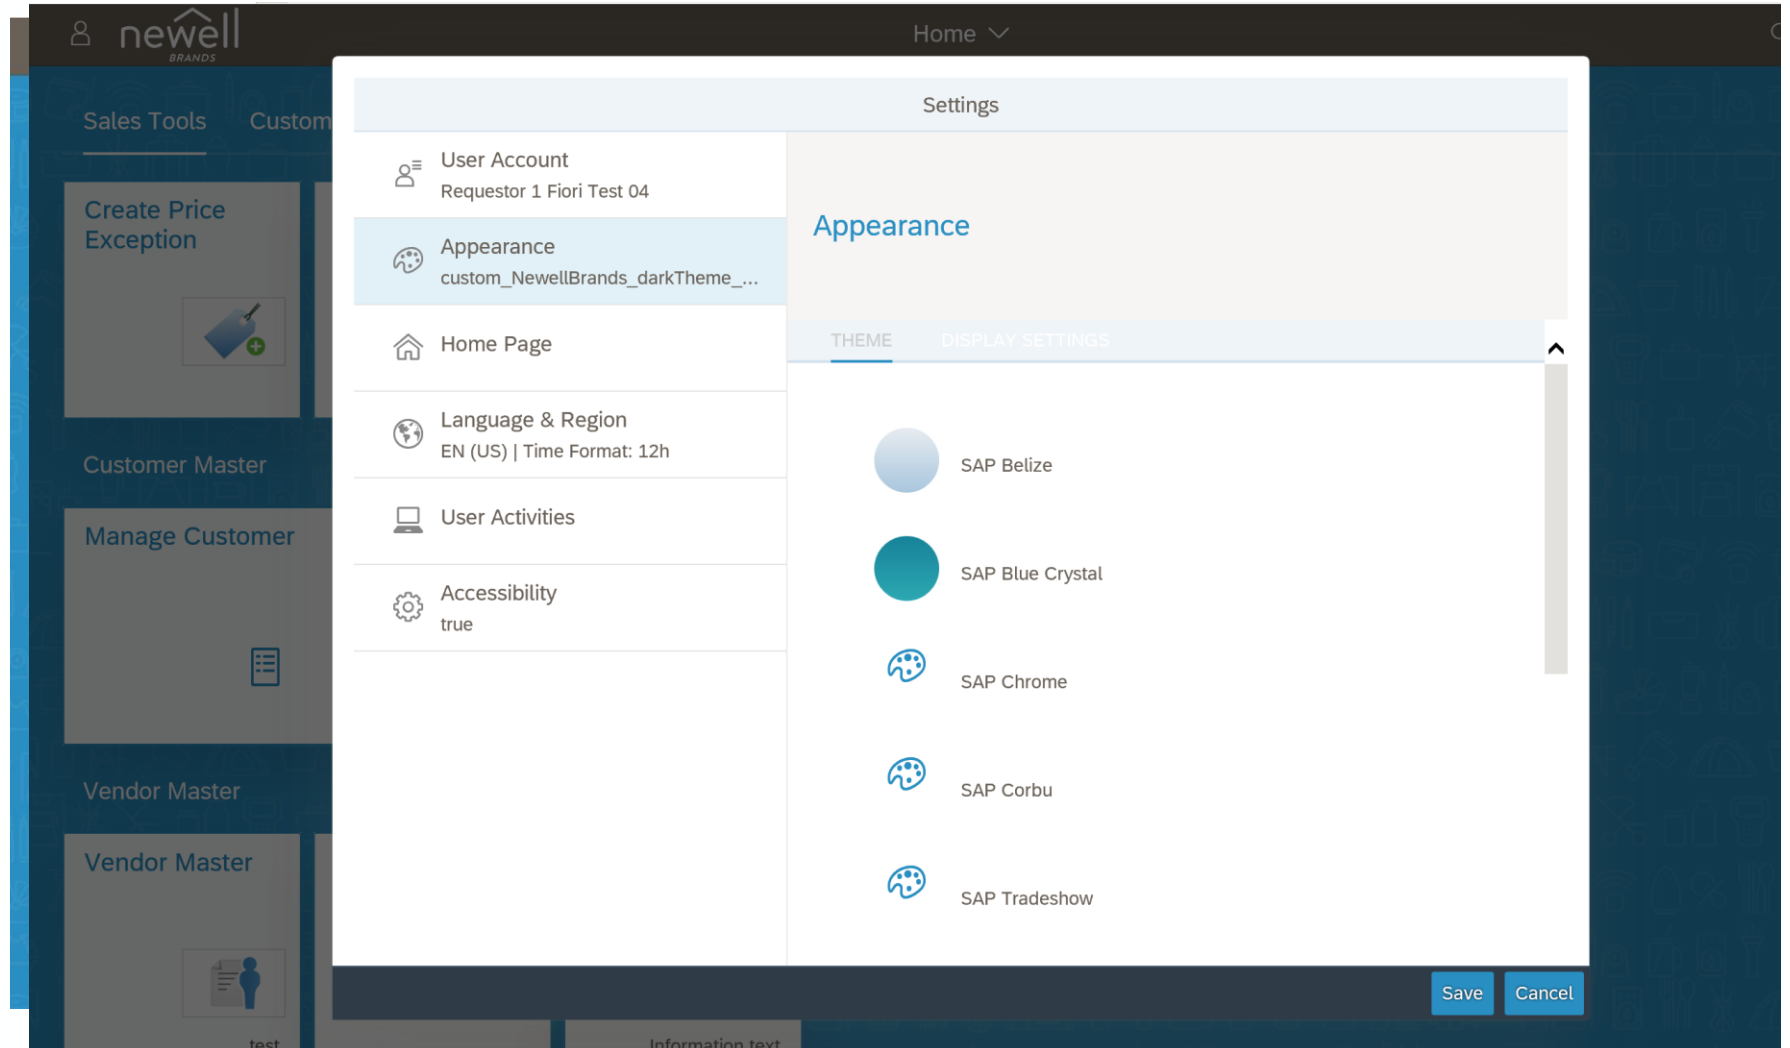 newell
BRANDS
Home
Sales Tools
Custom
Settings
User Account
Requestor 1 Fiori Test 04
Appearance
custom_NewellBrands_darkTheme_...
Home Page
Language & Region
EN (US) | Time Format: 12h
User Activities
Accessibility
true
Appearance
THEME
DISPLAY SETTINGS
SAP Belize
SAP Blue Crystal
SAP Chrome
SAP Corbu
SAP Tradeshow
Save
Cancel
Create Price
Exception
Customer Master
Manage Customer
Vendor Master
Vendor Master
test
Information text